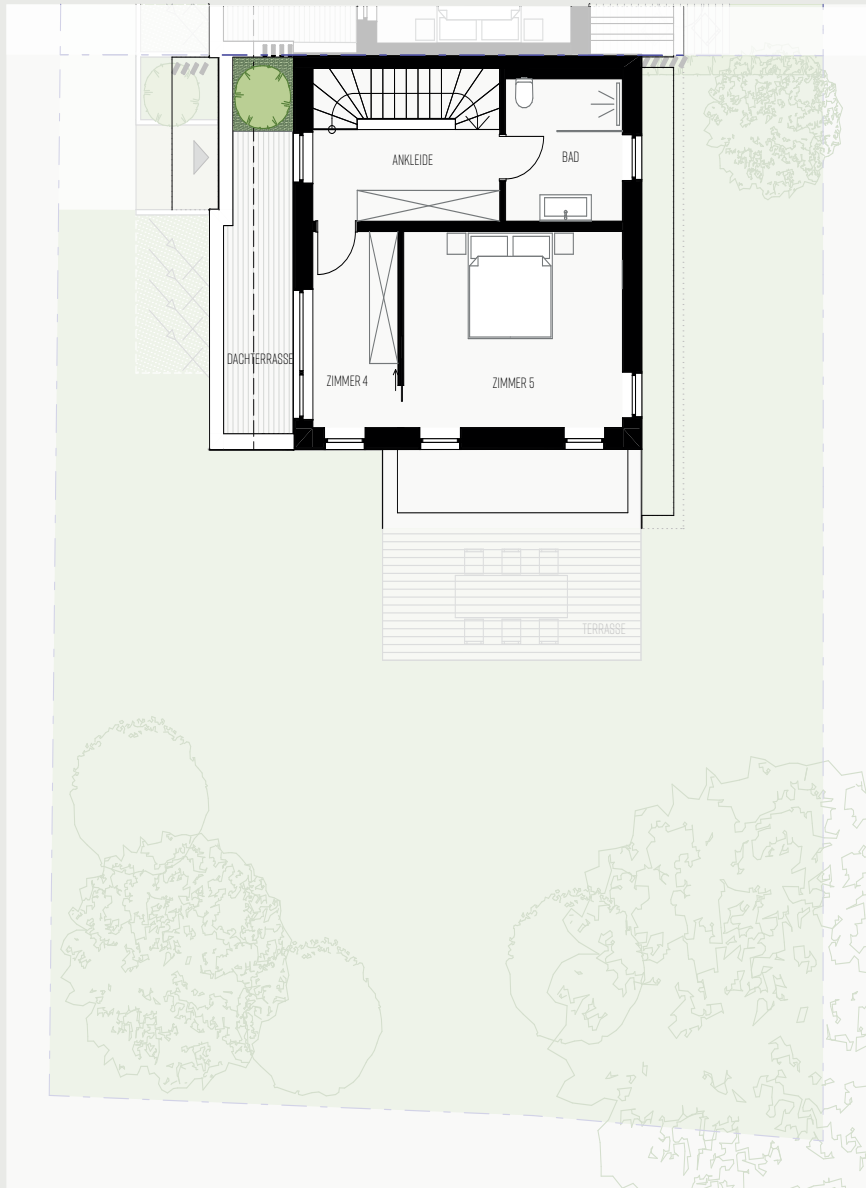 ANKLEIDE
BAD
DACHTERRASSE
ZIMMER 4
ZIMMER 5
TERRASSE